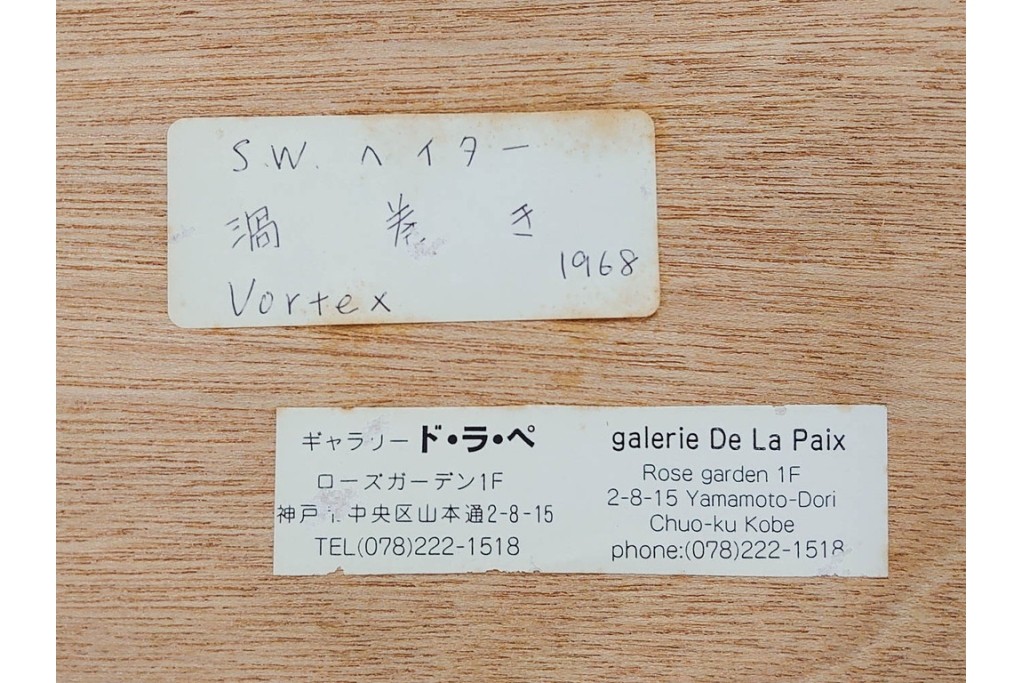 S.W. ヘイター
渦巻き
1968
Vortex
ギャラリー ド・ラ・ペ
ローズガーデン1F
神戸 中央区山本通2-8-15
TEL(078)222-1518
galerie De La Paix
Rose garden 1F
2-8-15 Yamamoto-Dori
Chuo-ku Kobe
phone:(078)222-1518